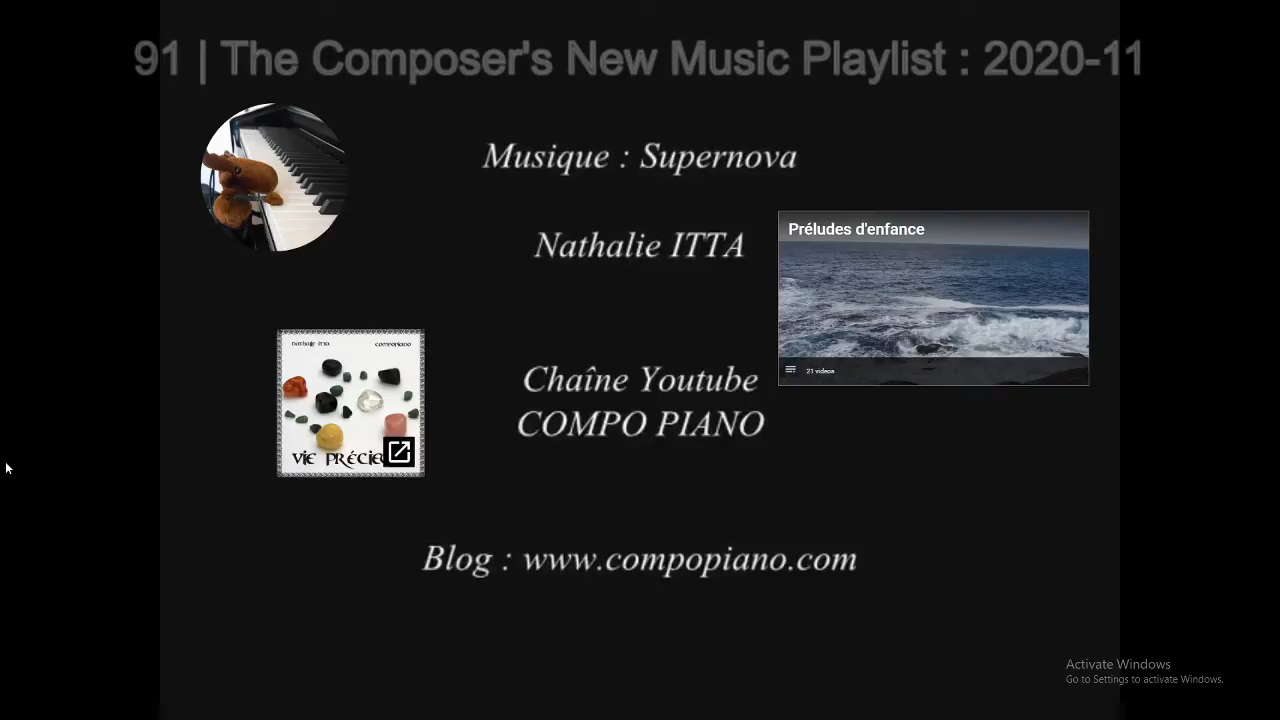 91 | The Composer's New Music Playlist : 2020-11
Musique : Supernova
Préludes d'enfance
Nathalie ITTA
nathalie itta
compopiano
21 videos
Chaîne Youtube
COMPO PIANO
VIE
Blog : www.compopiano.com
Activate Windows
Go to Settings to activate Windows.